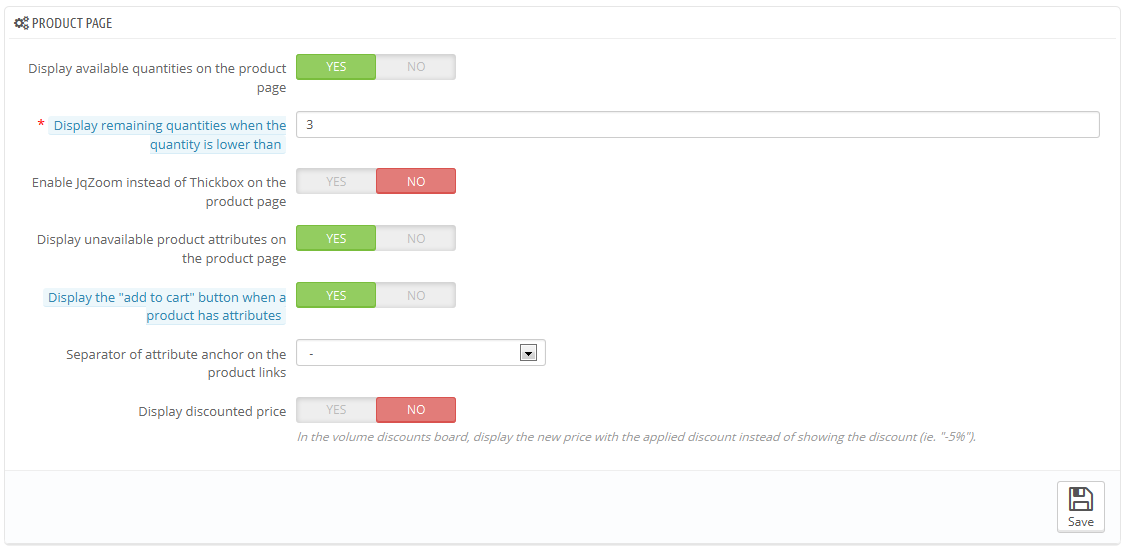 PRODUCT PAGE
Display available quantities on the product
page
YES NO
* Display remaining quantities when the
quantity is lower than
3
Enable JqZoom instead of Thickbox on the
product page
YES NO
Display unavailable product attributes on
the product page
YES NO
Display the "add to cart" button when a
product has attributes
YES NO
Separator of attribute anchor on the
product links
-
Display discounted price
YES NO
In the volume discounts board, display the new price with the applied discount instead of showing the discount (ie. "-5%").
Save